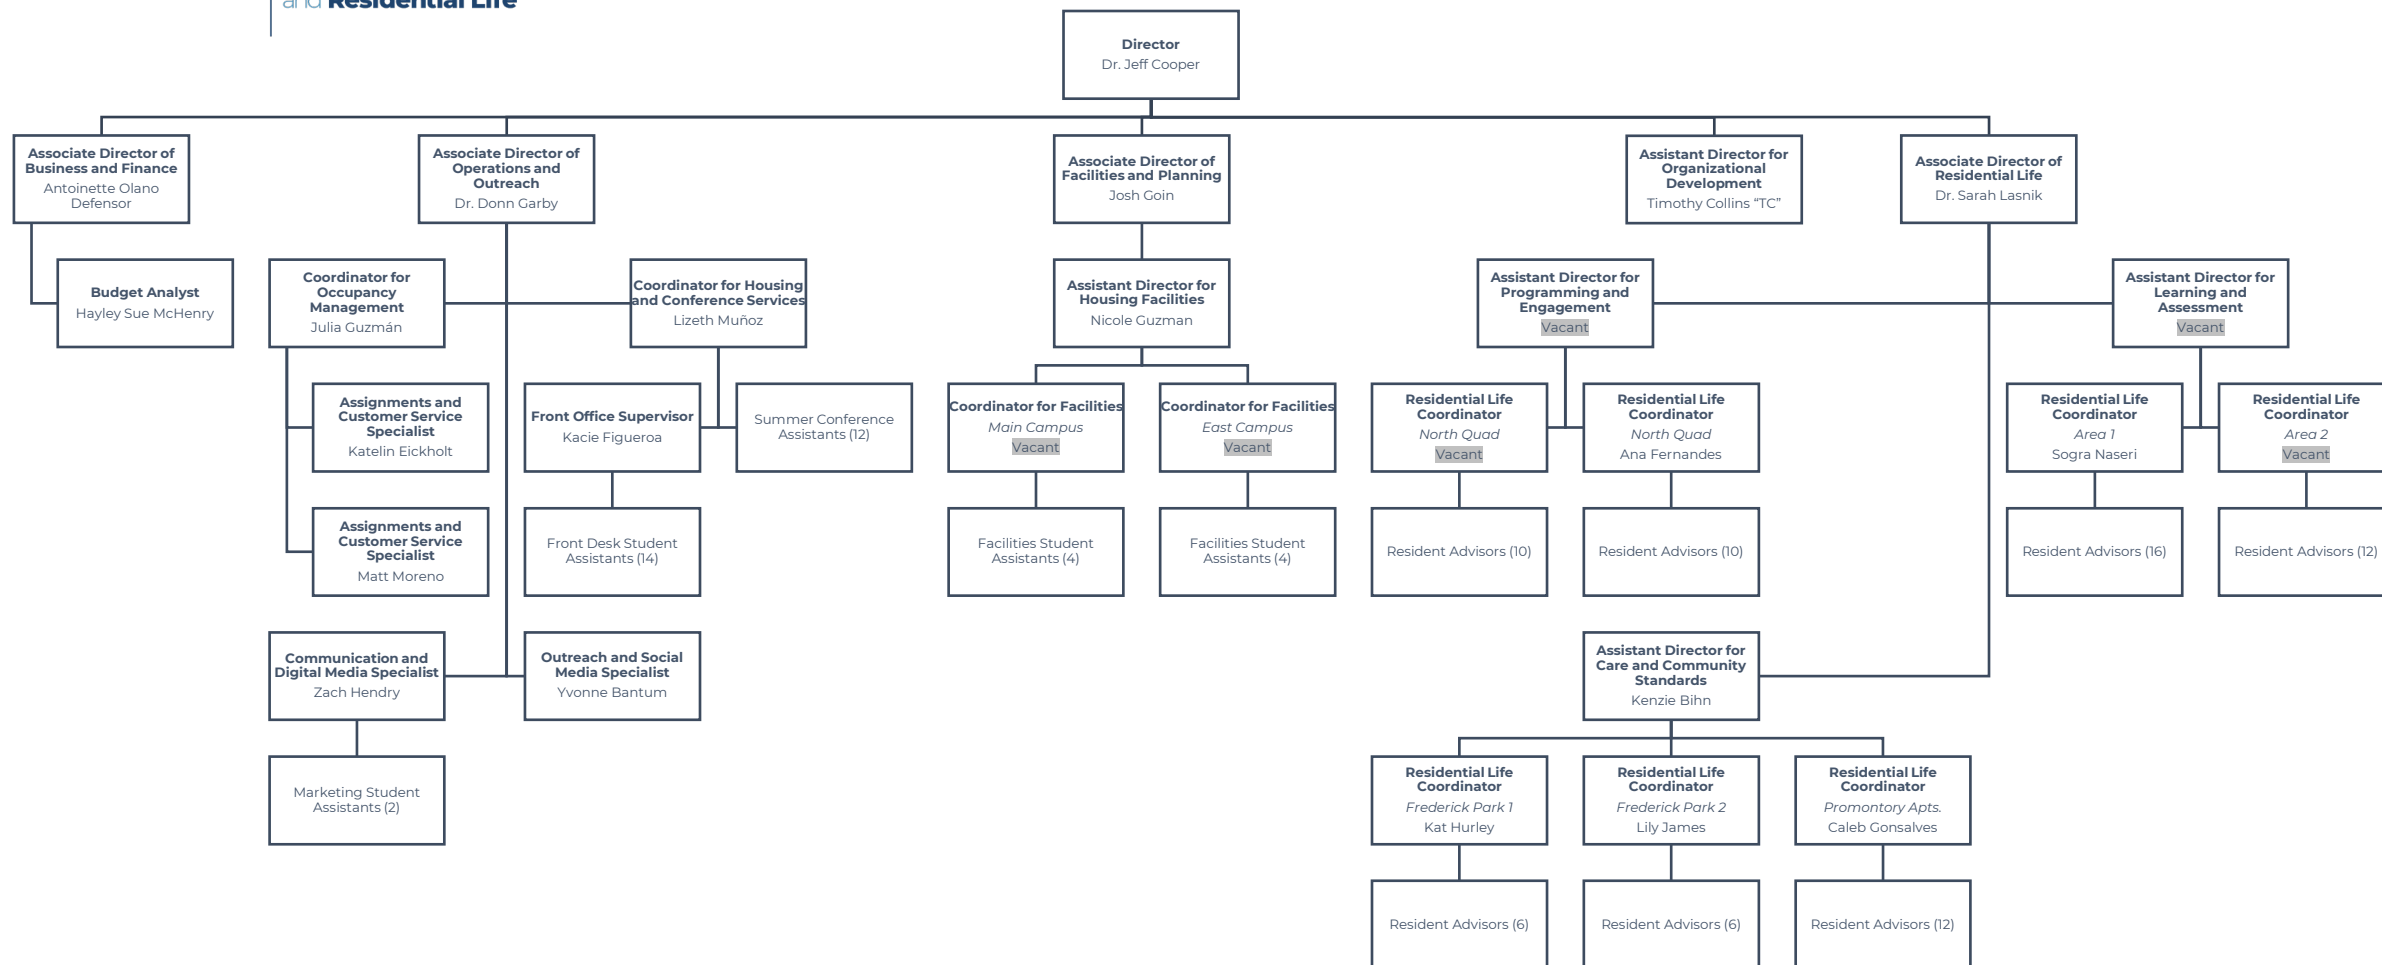 and Residential Life
Director
Dr. Jeff Cooper
Associate Director of
Business and Finance
Antoinette Olano
Defensor
Associate Director of
Operations and
Outreach
Dr. Donn Garby
Associate Director of
Facilities and Planning
Josh Goin
Assistant Director for
Organizational
Development
Timothy Collins “TC”
Associate Director of
Residential Life
Dr. Sarah Lasnik
Budget Analyst
Hayley Sue McHenry
Coordinator for
Occupancy
Management
Julia Guzmán
Coordinator for Housing
and Conference Services
Lizeth Muñoz
Assistant Director for
Housing Facilities
Nicole Guzman
Assistant Director for
Programming and
Engagement
Vacant
Assistant Director for
Learning and
Assessment
Vacant
Assignments and
Customer Service
Specialist
Katelin Eickholt
Front Office Supervisor
Kacie Figueroa
Summer Conference
Assistants (12)
Coordinator for Facilities
Main Campus
Vacant
Coordinator for Facilities
East Campus
Vacant
Residential Life
Coordinator
North Quad
Vacant
Residential Life
Coordinator
North Quad
Ana Fernandes
Residential Life
Coordinator
Area 1
Sogra Naseri
Residential Life
Coordinator
Area 2
Vacant
Assignments and
Customer Service
Specialist
Matt Moreno
Front Desk Student
Assistants (14)
Facilities Student
Assistants (4)
Facilities Student
Assistants (4)
Resident Advisors (10)
Resident Advisors (10)
Resident Advisors (16)
Resident Advisors (12)
Communication and
Digital Media Specialist
Zach Hendry
Outreach and Social
Media Specialist
Yvonne Bantum
Assistant Director for
Care and Community
Standards
Kenzie Bihn
Marketing Student
Assistants (2)
Residential Life
Coordinator
Frederick Park 1
Kat Hurley
Residential Life
Coordinator
Frederick Park 2
Lily James
Residential Life
Coordinator
Promontory Apts.
Caleb Gonsalves
Resident Advisors (6)
Resident Advisors (6)
Resident Advisors (12)